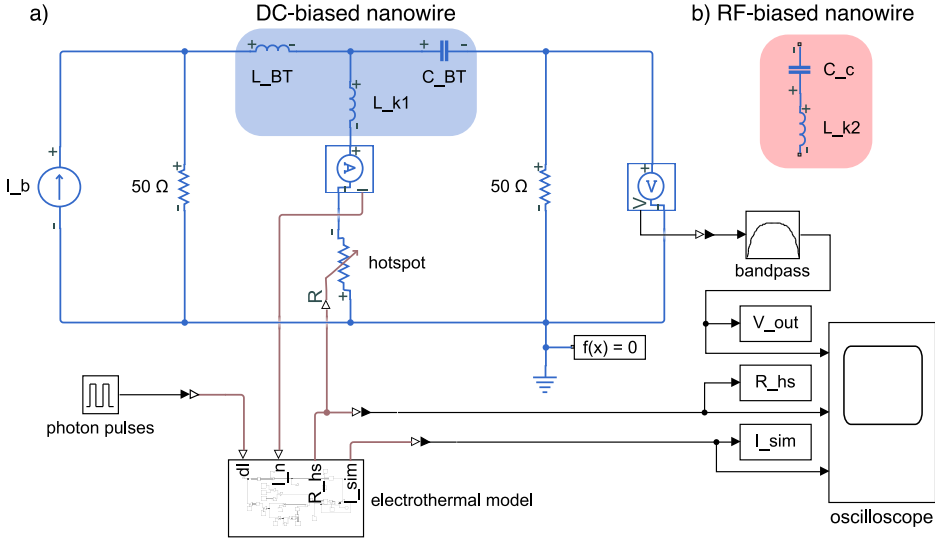 a)
DC-biased nanowire
b) RF-biased nanowire
L_BT
C_BT
L_k1
C_c
L_k2
I_b
50 Ω
A
I
50 Ω
V
V
hotspot
R
bandpass
f(x) = 0
V_out
R_hs
I_sim
photon pulses
dI
I_n
R_hs
I_sim
electrothermal model
oscilloscope